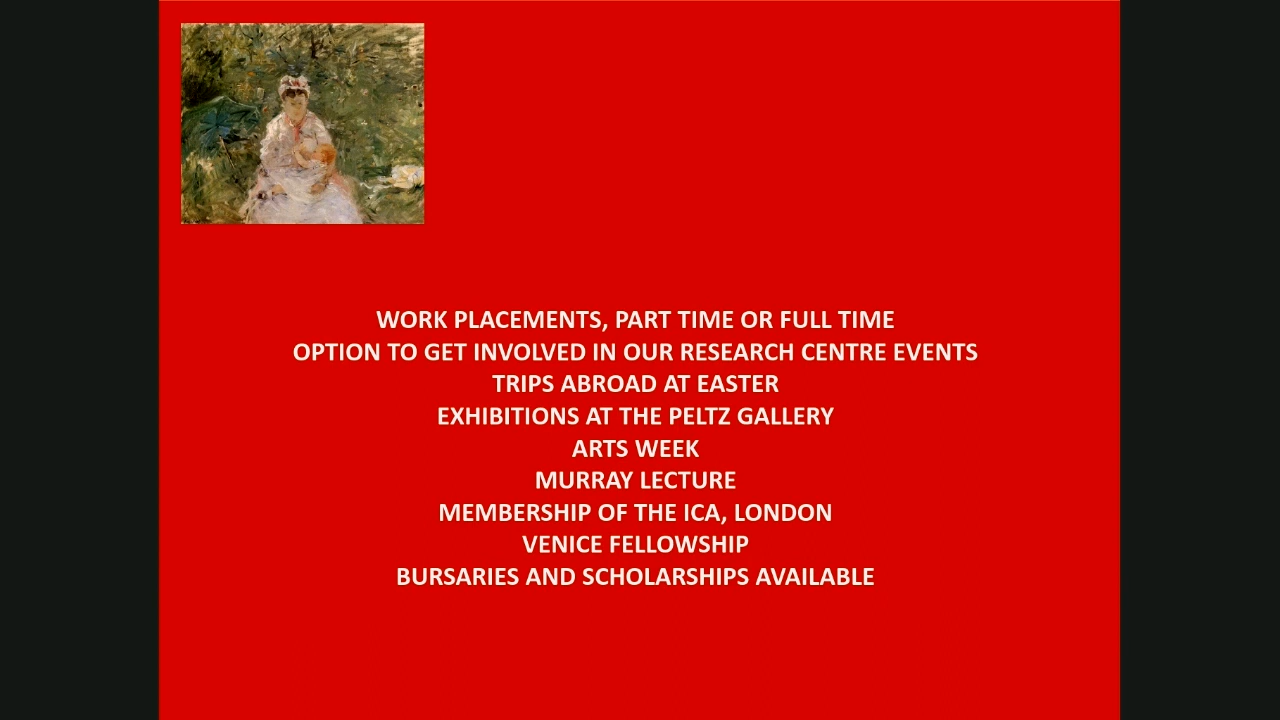 WORK PLACEMENTS, PART TIME OR FULL TIME
OPTION TO GET INVOLVED IN OUR RESEARCH CENTRE EVENTS
TRIPS ABROAD AT EASTER
EXHIBITIONS AT THE PELTZ GALLERY
ARTS WEEK
MURRAY LECTURE
MEMBERSHIP OF THE ICA, LONDON
VENICE FELLOWSHIP
BURSARIES AND SCHOLARSHIPS AVAILABLE